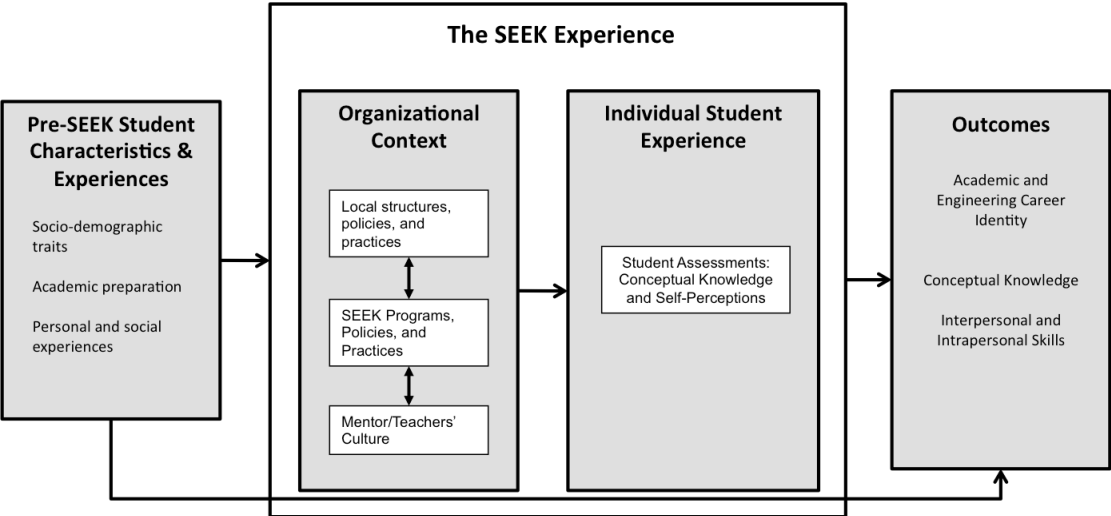 The SEEK Experience
Pre-SEEK Student
Characteristics &
Experiences
Socio-demographic
traits
Academic preparation
Personal and social
experiences
Organizational
Context
Local structures,
policies, and
practices
SEEK Programs,
Policies, and
Practices
Mentor/Teachers’
Culture
Individual Student
Experience
Student Assessments:
Conceptual Knowledge
and Self-Perceptions
Outcomes
Academic and
Engineering Career
Identity
Conceptual Knowledge
Interpersonal and
Intrapersonal Skills